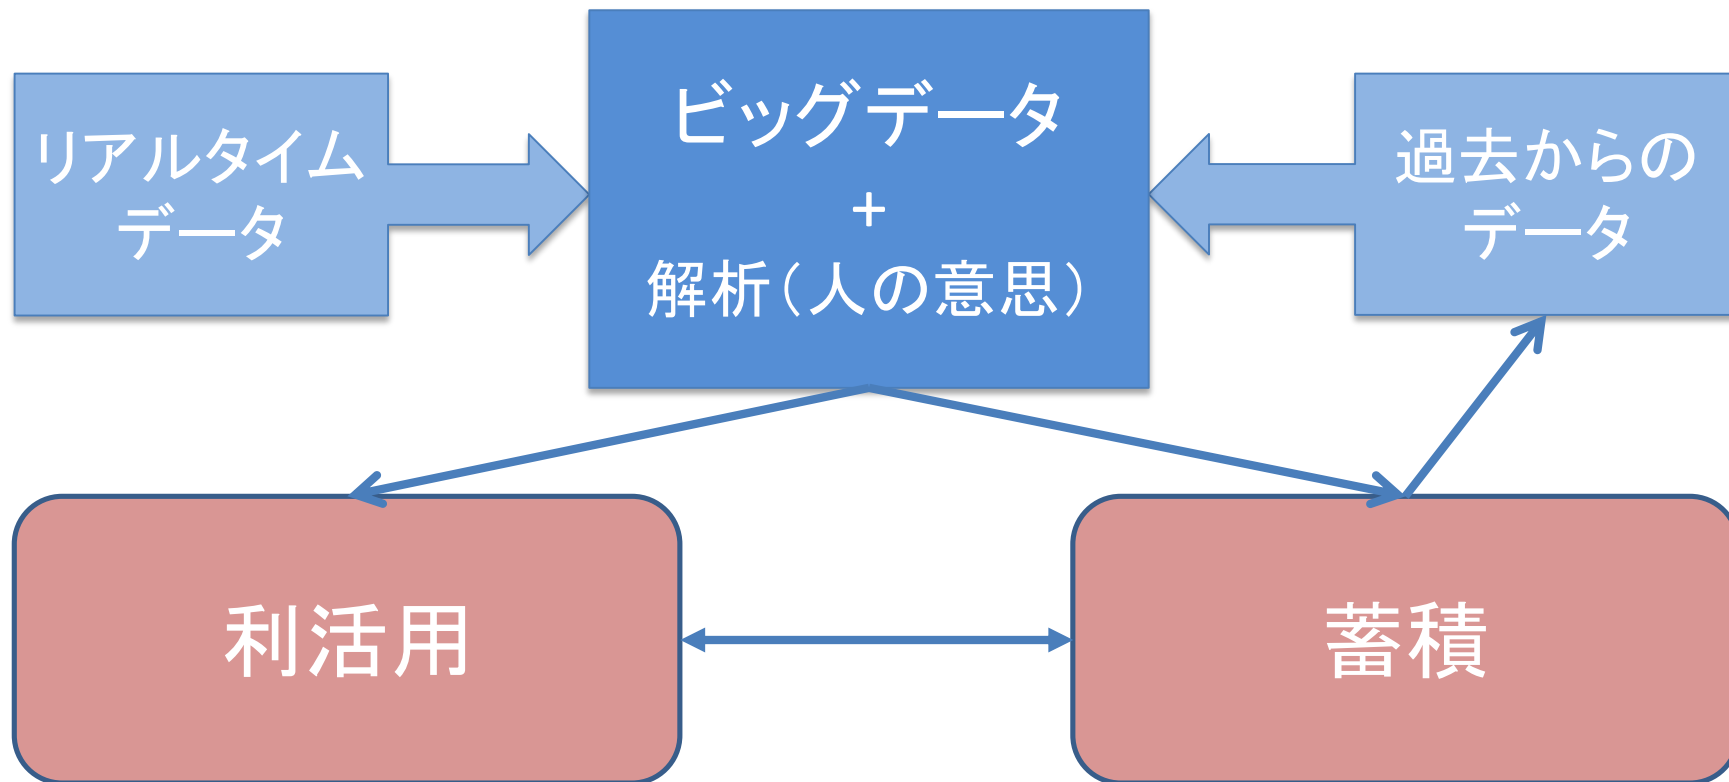 リアルタイム
データ
ビッグデータ
+
解析(人の意思)
過去からの
データ
利活用
蓄積